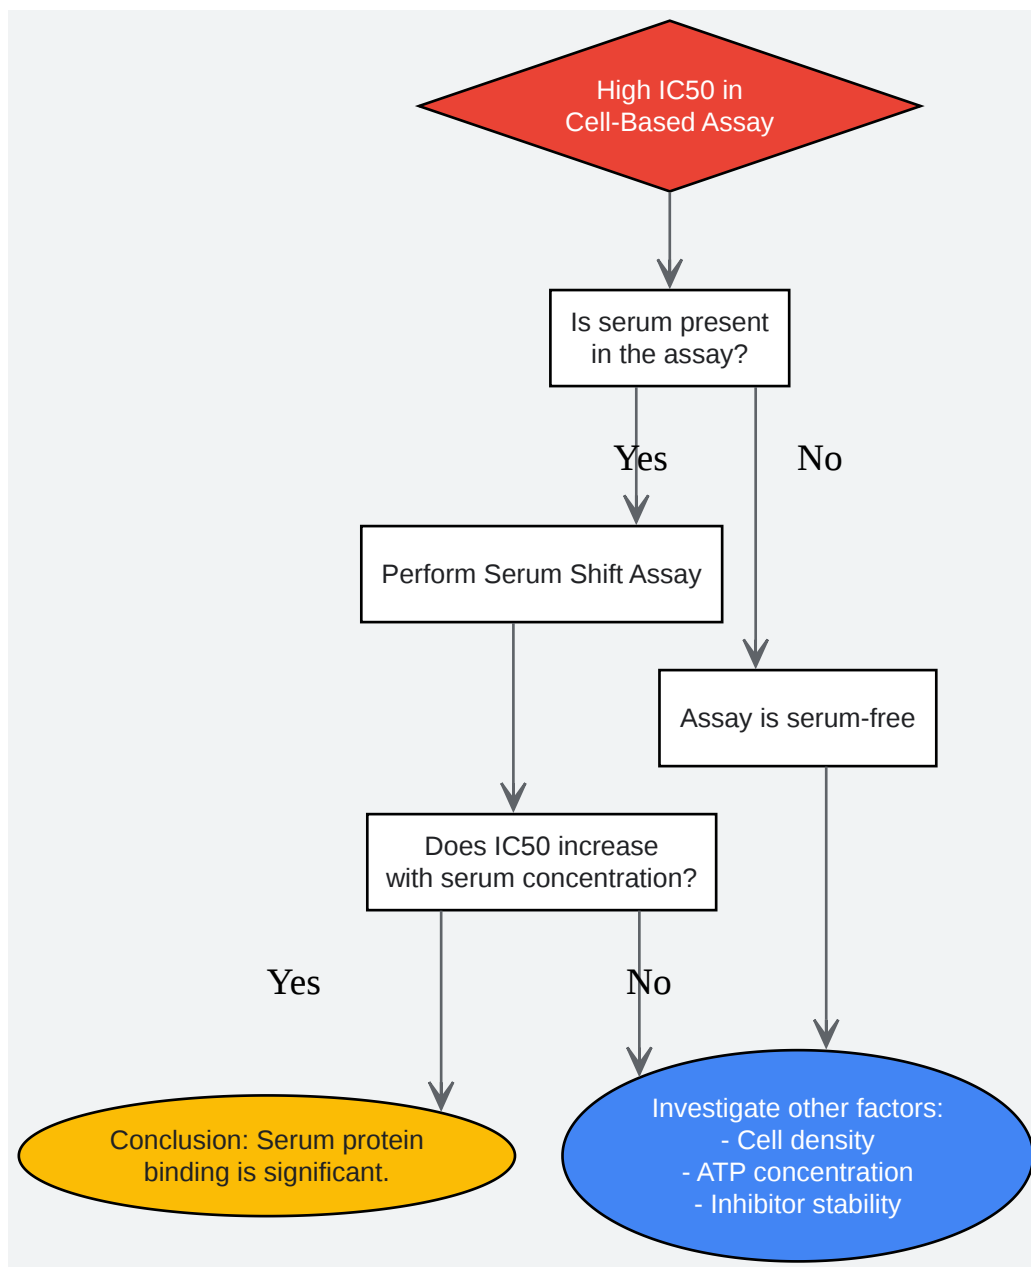 High IC50 in
Cell-Based Assay
Is serum present
in the assay?
Yes
No
Perform Serum Shift Assay
Assay is serum-free
Does IC50 increase
with serum concentration?
Yes
No
Conclusion: Serum protein
binding is significant.
Investigate other factors:
- Cell density
- ATP concentration
- Inhibitor stability